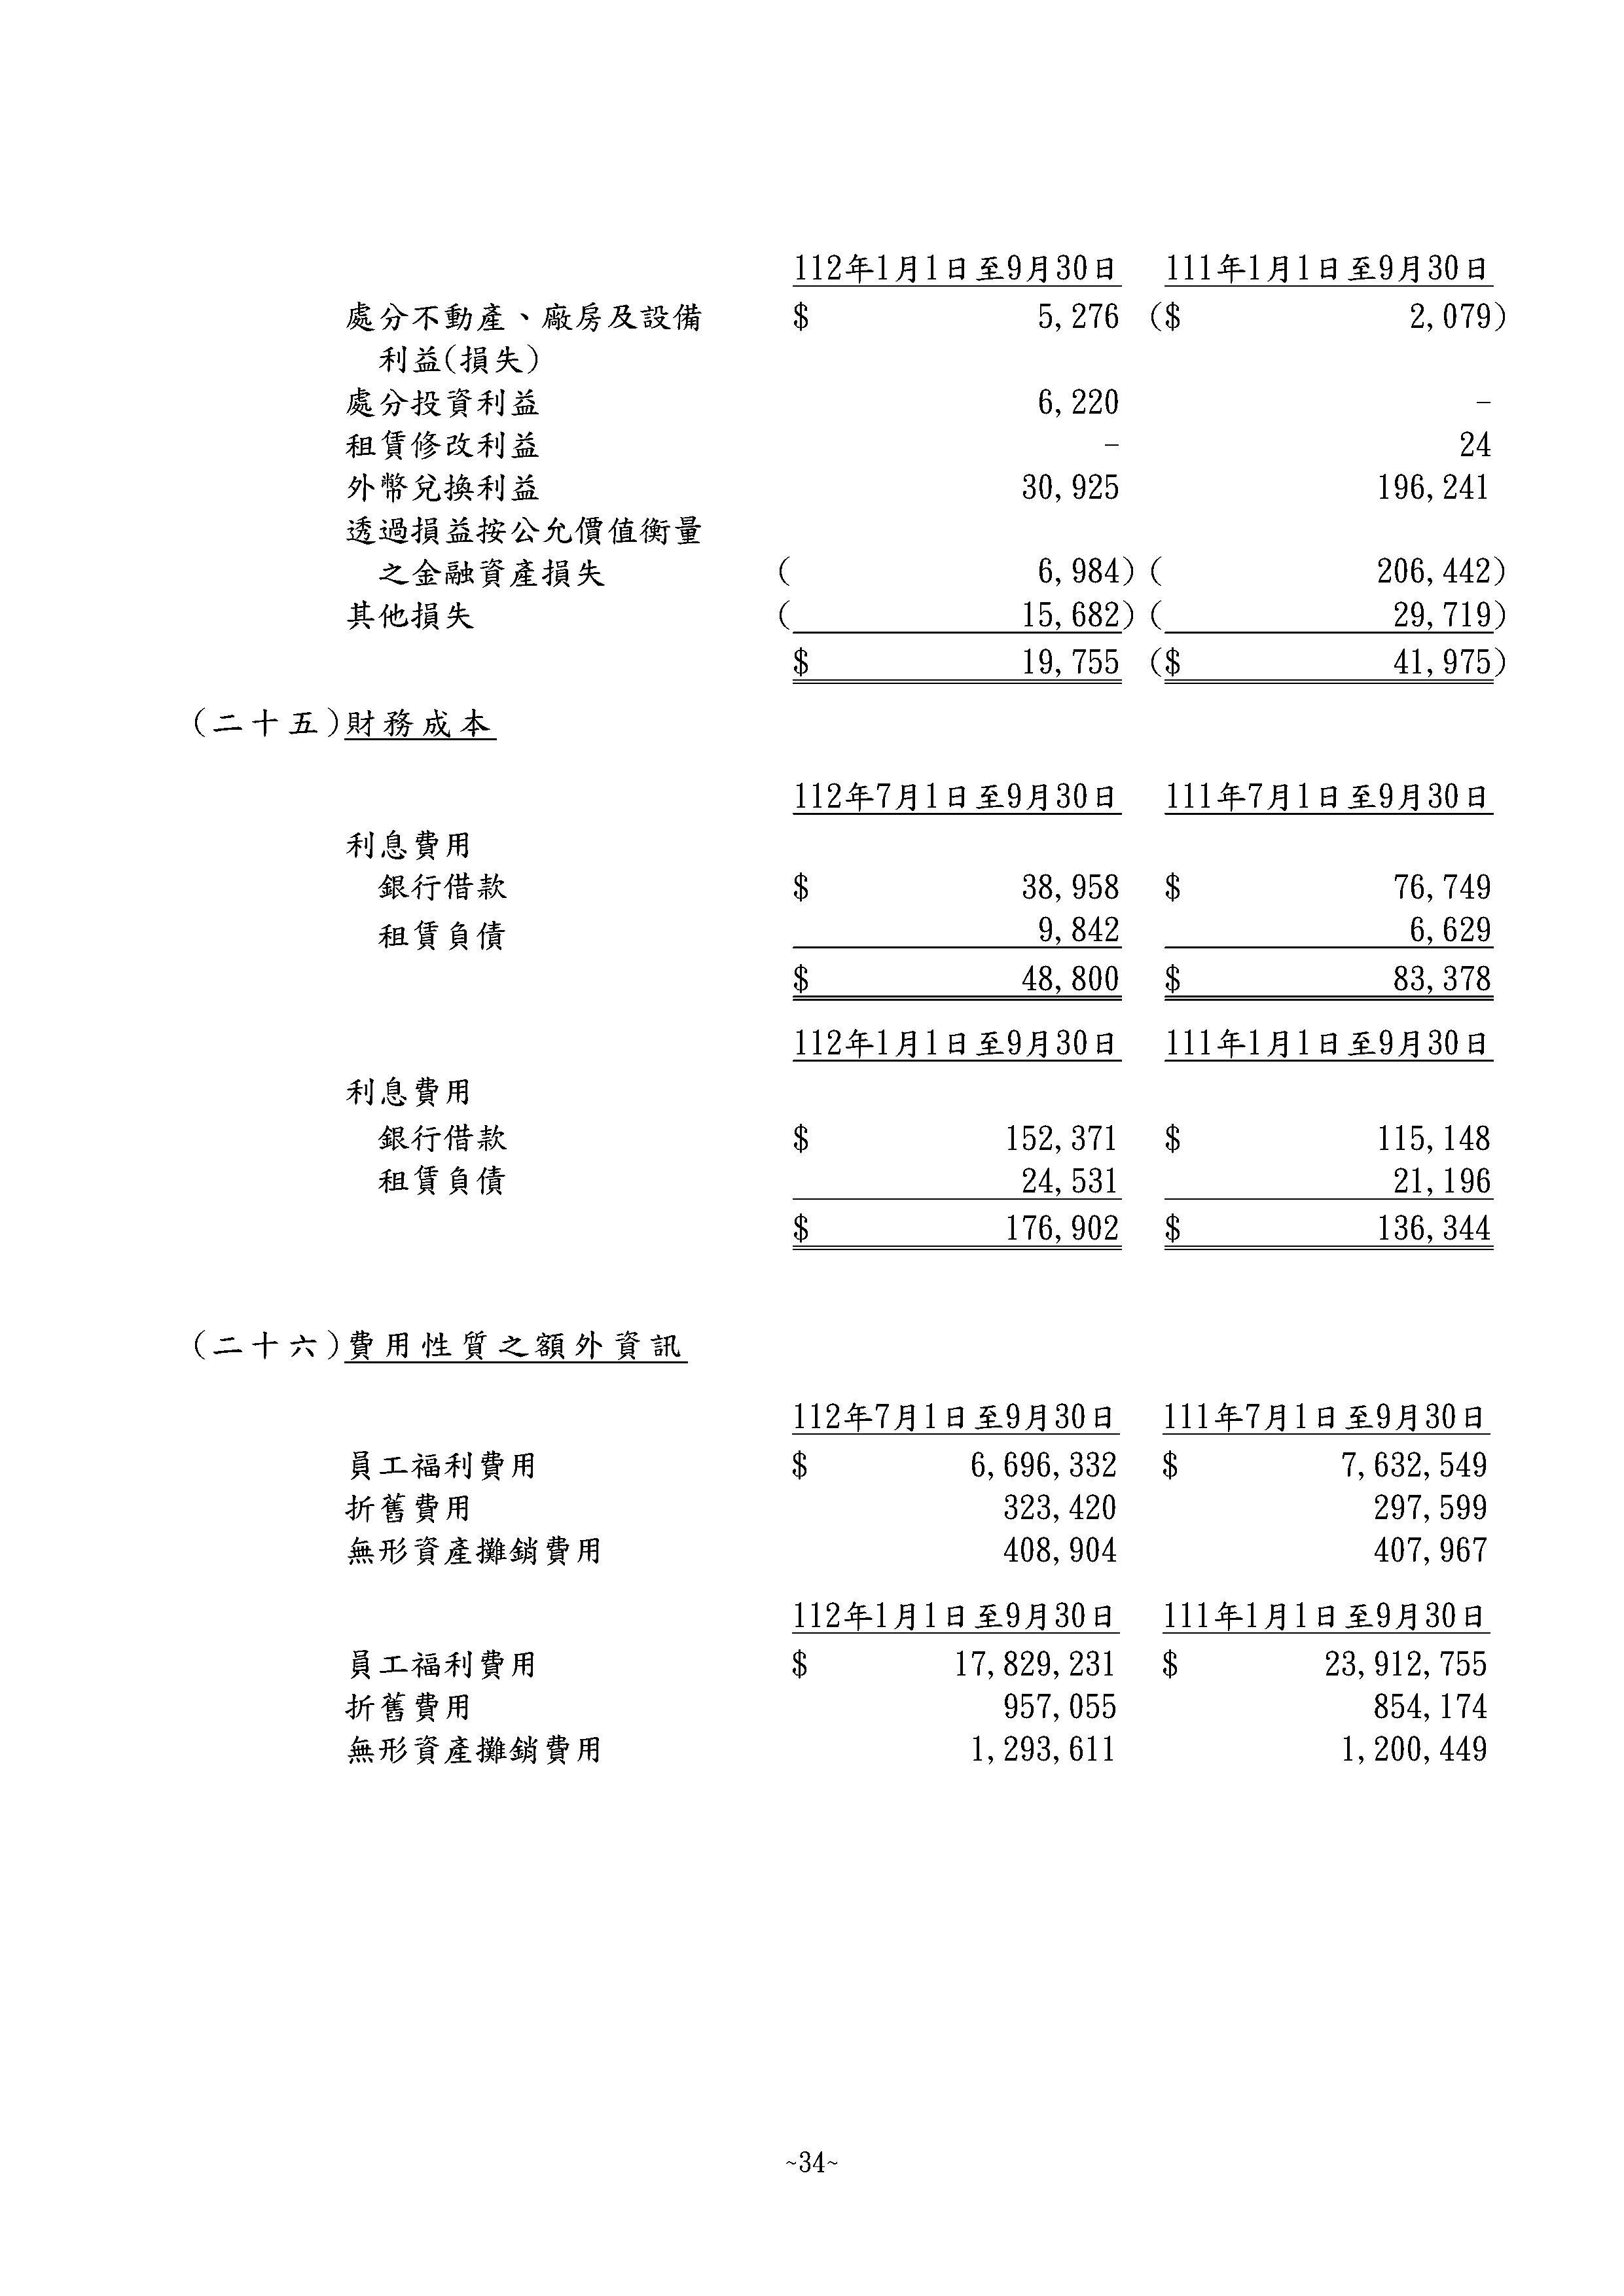 112年1月1日至9月30日 111年1月1日至9月30日
處分不動產、廠房及設備 $ 5,276 ($ 2,079)
利益(損失)
處分投資利益 6,220 -
租賃修改利益 - 24
外幣兌換利益 30,925 196,241
透過損益按公允價值衡量
之金融資產損失 ( 6,984) ( 206,442)
其他損失 ( 15,682) ( 29,719)
$ 19,755 ($ 41,975)
(二十五)財務成本
112年7月1日至9月30日 111年7月1日至9月30日
利息費用
銀行借款 $ 38,958 $ 76,749
租賃負債 9,842 6,629
$ 48,800 $ 83,378
112年1月1日至9月30日 111年1月1日至9月30日
利息費用
銀行借款 $ 152,371 $ 115,148
租賃負債 24,531 21,196
$ 176,902 $ 136,344
(二十六)費用性質之額外資訊
112年7月1日至9月30日 111年7月1日至9月30日
員工福利費用 $ 6,696,332 $ 7,632,549
折舊費用 323,420 297,599
無形資產攤銷費用 408,904 407,967
112年1月1日至9月30日 111年1月1日至9月30日
員工福利費用 $ 17,829,231 $ 23,912,755
折舊費用 957,055 854,174
無形資產攤銷費用 1,293,611 1,200,449
~34~